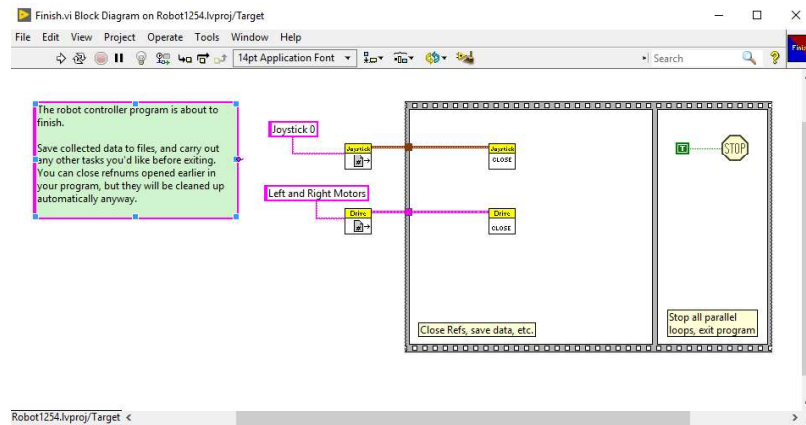 Finish.vi Block Diagram on Robot1254.lvproj/Target
File Edit View Project Operate Tools Window Help
14pt Application Font
Search
Finis
The robot controller program is about to
finish.
Save collected data to files, and carry out
any other tasks you'd like before exiting.
You can close refnums opened earlier in
your program, but they will be cleaned up
automatically anyway.
Joystick 0
Joystick
Left and Right Motors
Drive
Joystick
CLOSE
Drive
CLOSE
Close Refs, save data, etc.
T
STOP
Stop all parallel
loops, exit program
Robot1254.lvproj/Target